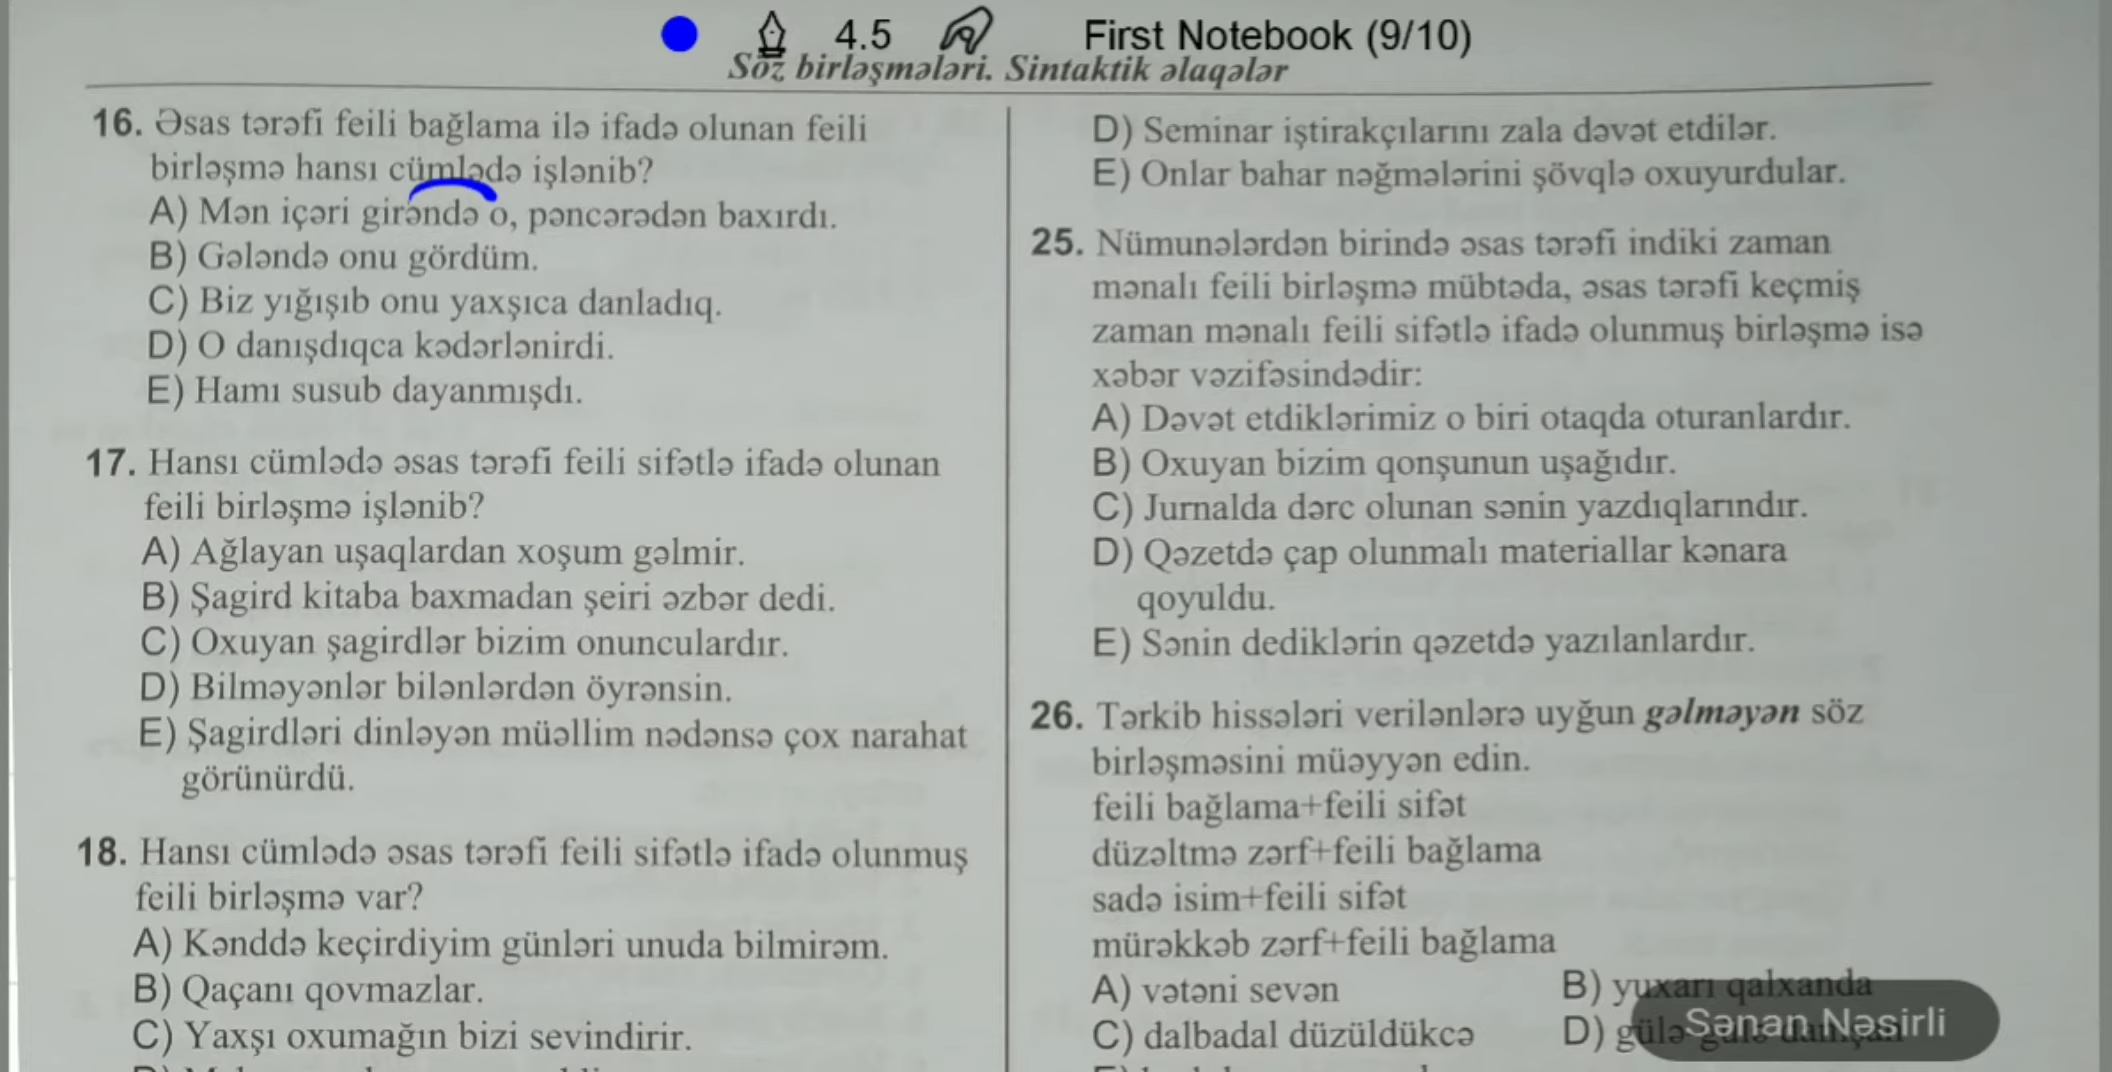 4.5 First Notebook (9/10)
Söz birləşmələri. Sintaktik əlaqələr
16. Əsas tərəfi feili bağlama ilə ifadə olunan feili
birləşmə hansı cümlədə işlənib?
A) Mən içəri girəndə o, pəncərədən baxırdı.
B) Gələndə onu gördüm.
C) Biz yığışıb onu yaxşıca danladıq.
D) O danışdıqca kədərlənirdi.
E) Hamı susub dayanmışdı.
17. Hansı cümlədə əsas tərəfi feili sifətlə ifadə olunan
feili birləşmə işlənib?
A) Ağlayan uşaqlardan xoşum gəlmir.
B) Şagird kitaba baxmadan şeiri əzbər dedi.
C) Oxuyan şagirdlər bizim onunculardır.
D) Bilməyənlər bilənlərdən öyrənsin.
E) Şagirdləri dinləyən müəllim nədənsə çox narahat
görünürdü.
18. Hansı cümlədə əsas tərəfi feili sifətlə ifadə olunmuş
feili birləşmə var?
A) Kənddə keçirdiyim günləri unuda bilmirəm.
B) Qaçanı qovmazlar.
C) Yaxşı oxumağın bizi sevindirir.
D) Seminar iştirakçılarını zala dəvət etdilər.
E) Onlar bahar nəğmələrini şövqlə oxuyurdular.
25. Nümunələrdən birində əsas tərəfi indiki zaman
mənalı feili birləşmə mübtəda, əsas tərəfi keçmiş
zaman mənalı feili sifətlə ifadə olunmuş birləşmə isə
xəbər vəzifəsindədir:
A) Dəvət etdiklərimiz o biri otaqda oturanlardır.
B) Oxuyan bizim qonşunun uşağıdır.
C) Jurnalda dərc olunan sənin yazdıqlarındır.
D) Qəzetdə çap olunmalı materiallar kənara
qoyuldu.
E) Sənin dediklərin qəzetdə yazılanlardır.
26. Tərkib hissələri verilənlərə uyğun gəlməyən söz
birləşməsini müəyyən edin.
feili bağlama+feili sifət
düzəltmə zərf+feili bağlama
sadə isim+feili sifət
mürəkkəb zərf+feili bağlama
A) vətəni sevən B) yuxarı qalxanda
C) dalbadal düzüldükcə D) gülə-gülə danışan
Sənan Nəsirli